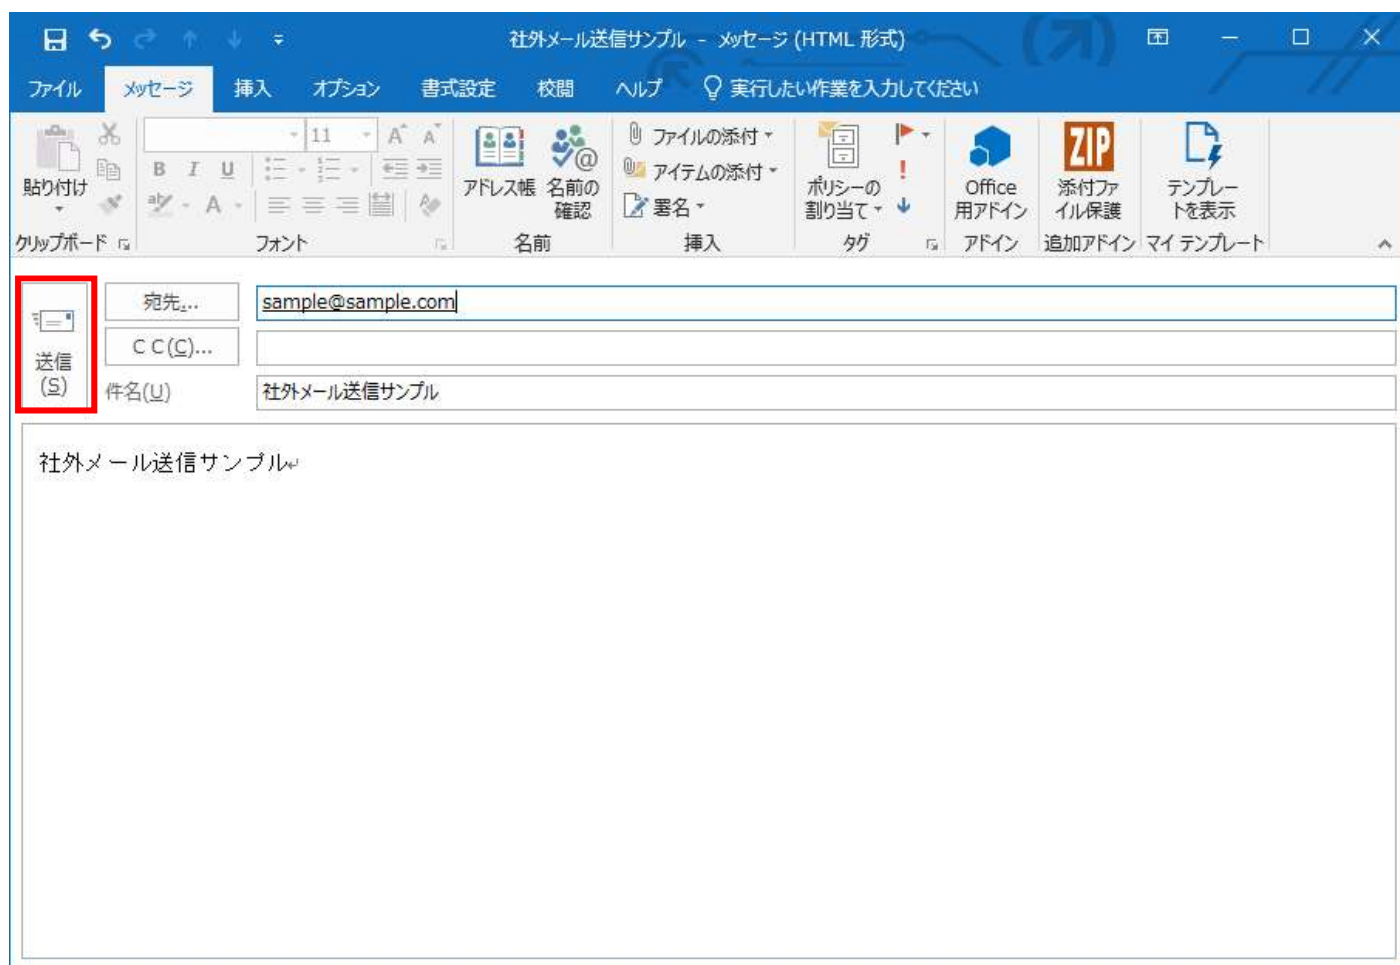 社外メール送信サンプル - メッセージ (HTML 形式)
ファイル メッセージ 挿入 オプション 書式設定 校閲 ヘルプ 実行したい作業を入力してください
貼り付け
クリップボード
11 A A
B I U
ab A
フォント
アドレス帳
名前の
確認
名前
ファイルの添付
アイテムの添付
署名
挿入
ポリシーの
割り当て
!
タグ
Office
用アドイン
アドイン
ZIP
添付ファ
イル保護
追加アドイン
テンプレー
トを表示
マイ テンプレート
送信
(S)
宛先... sample@sample.com
C C(C)...
件名(U) 社外メール送信サンプル
社外メール送信サンプル↵